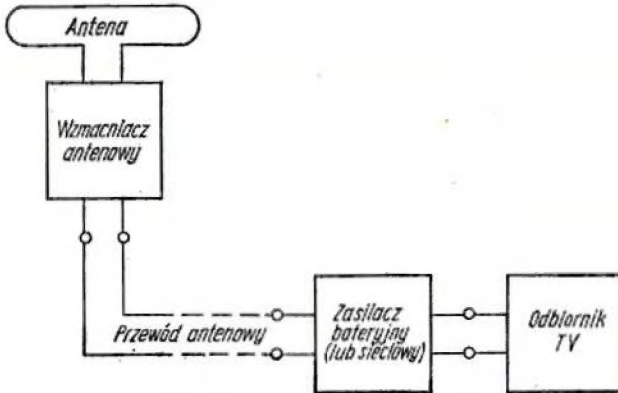 Antena
Wzmacniacz
antenowy
Przewód antenowy
Zasilacz
bateryjny
(lub sieciowy)
Odbiornik
TV